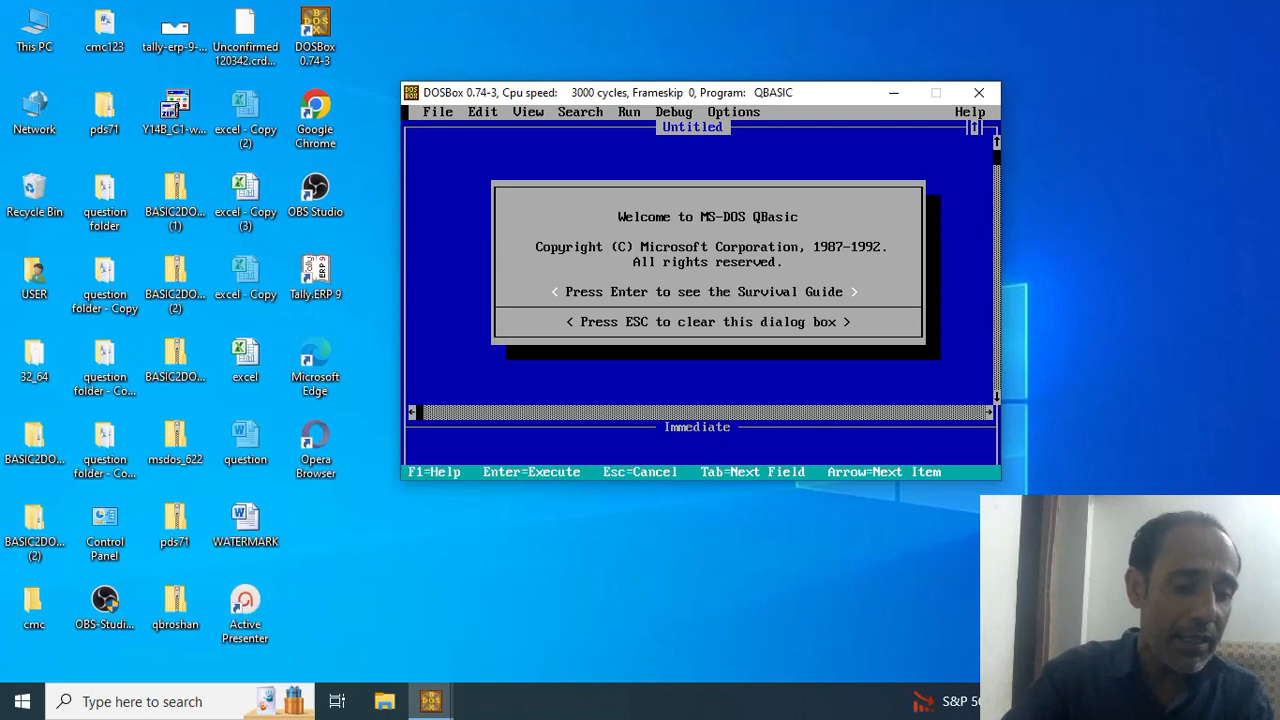 This PC
cmc123
tally-erp-9-...
Unconfirmed
120342.crd...
DOSBox
0.74-3
Network
pds71
Y14B_C1-w...
excel - Copy
(2)
Google
Chrome
Recycle Bin
question
folder
BASIC2DO...
(1)
excel - Copy
(3)
OBS Studio
USER
question
folder - Copy
BASIC2DO...
(2)
excel - Copy
Tally.ERP 9
32_64
question
folder - Co...
BASIC2DO...
excel
Microsoft
Edge
BASIC2DO...
question
folder - Co...
msdos_622
question
Opera
Browser
BASIC2DO...
(2)
Control
Panel
pds71
WATERMARK
cmc
OBS-Studi...
qbroshan
Active
Presenter
DOSBox 0.74-3, Cpu speed: 3000 cycles, Frameskip 0, Program: QBASIC
File Edit View Search Run Debug Options Help
Untitled
Welcome to MS-DOS QBasic
Copyright (C) Microsoft Corporation, 1987-1992.
All rights reserved.
< Press Enter to see the Survival Guide >
< Press ESC to clear this dialog box >
Immediate
F1=Help Enter=Execute Esc=Cancel Tab=Next Field Arrow=Next Item
Type here to search
S&P